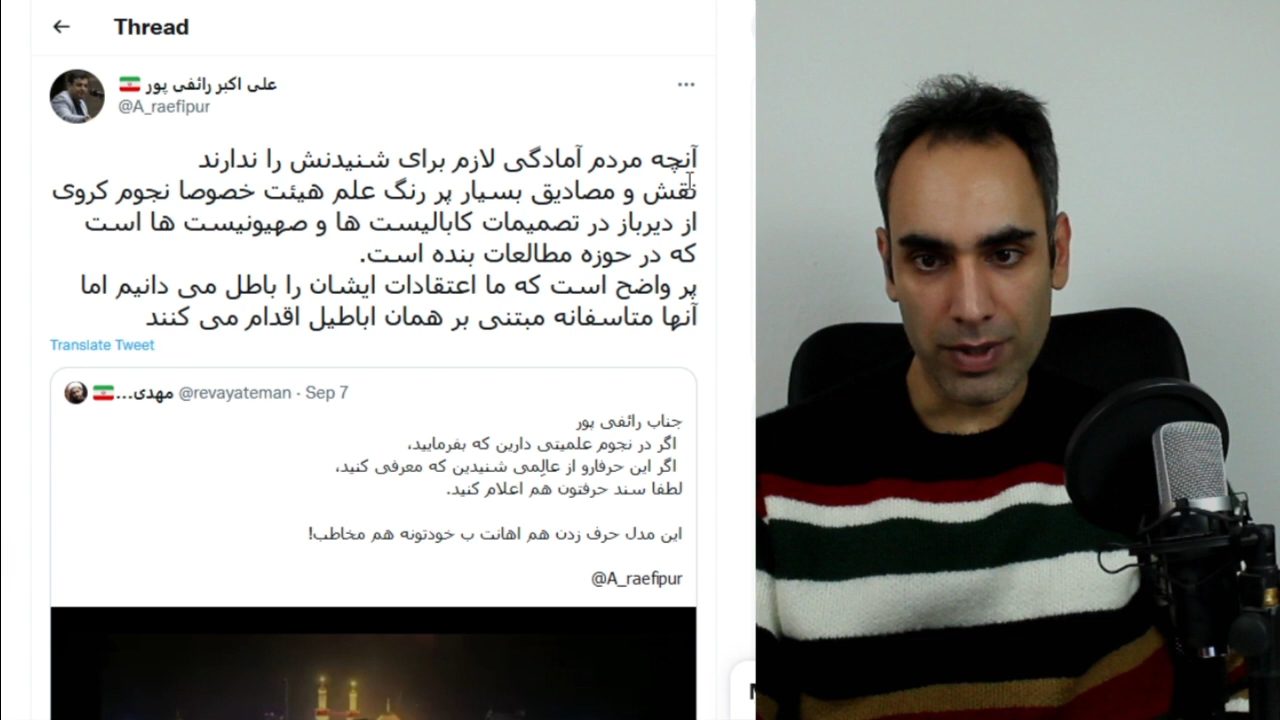 Thread
علی اکبر رائفی پور
@A_raefipur
آنچه مردم آمادگی لازم برای شنیدنش را ندارند
نقش و مصادیق بسیار پر رنگ علم هیئت خصوصا نجوم کروی
از دیرباز در تصمیمات کابالیست ها و صهیونیست ها است
که در حوزه مطالعات بنده است.
پر واضح است که ما اعتقادات ایشان را باطل می دانیم اما
آنها متاسفانه مبتنی بر همان اباطیل اقدام می کنند
Translate Tweet
مهدی... @revayateman · Sep 7
جناب رائفی پور
اگر در نجوم علمیتی دارین که بفرمایید،
اگر این حرفارو از عالِمی شنیدین که معرفی کنید،
لطفا سند حرفتون هم اعلام کنید.
این مدل حرف زدن هم اهانت ب خودتونه هم مخاطب!
@A_raefipur